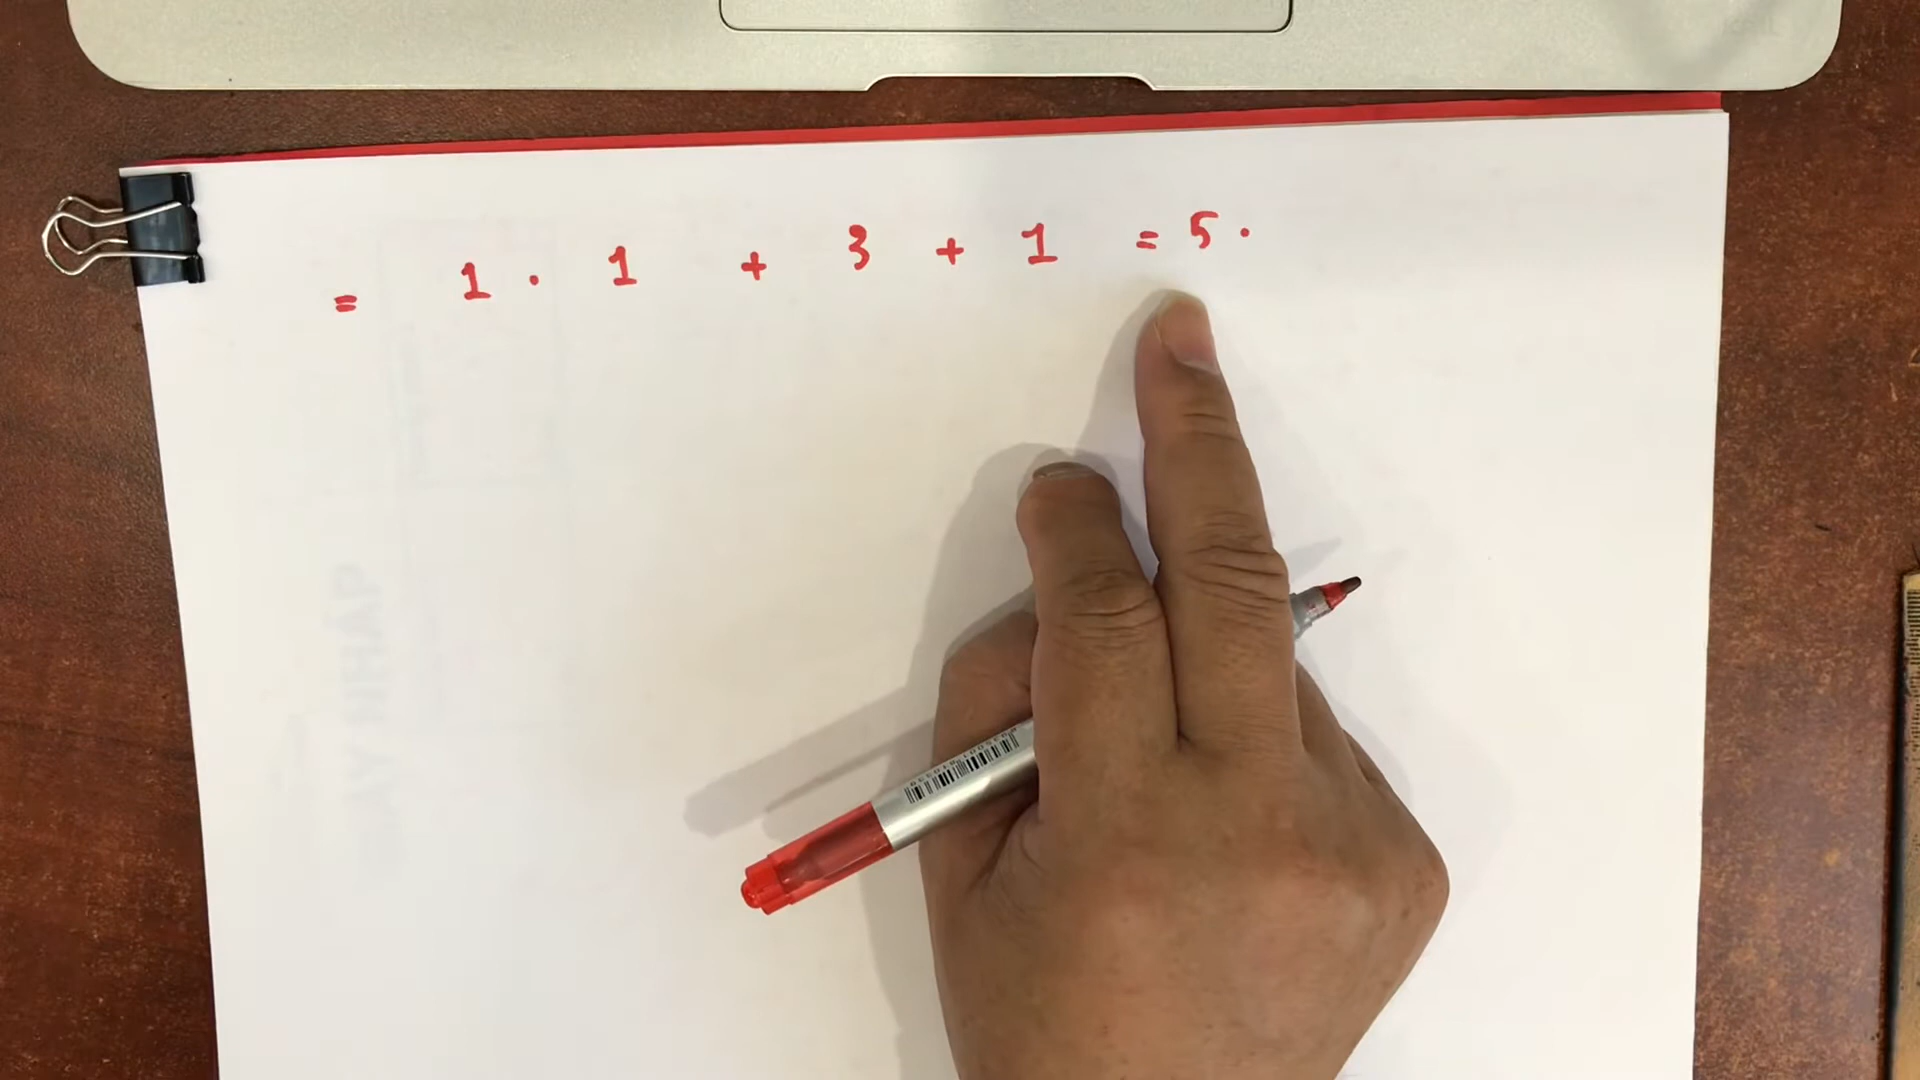 = 1 . 1 + 3 + 1 = 5 .